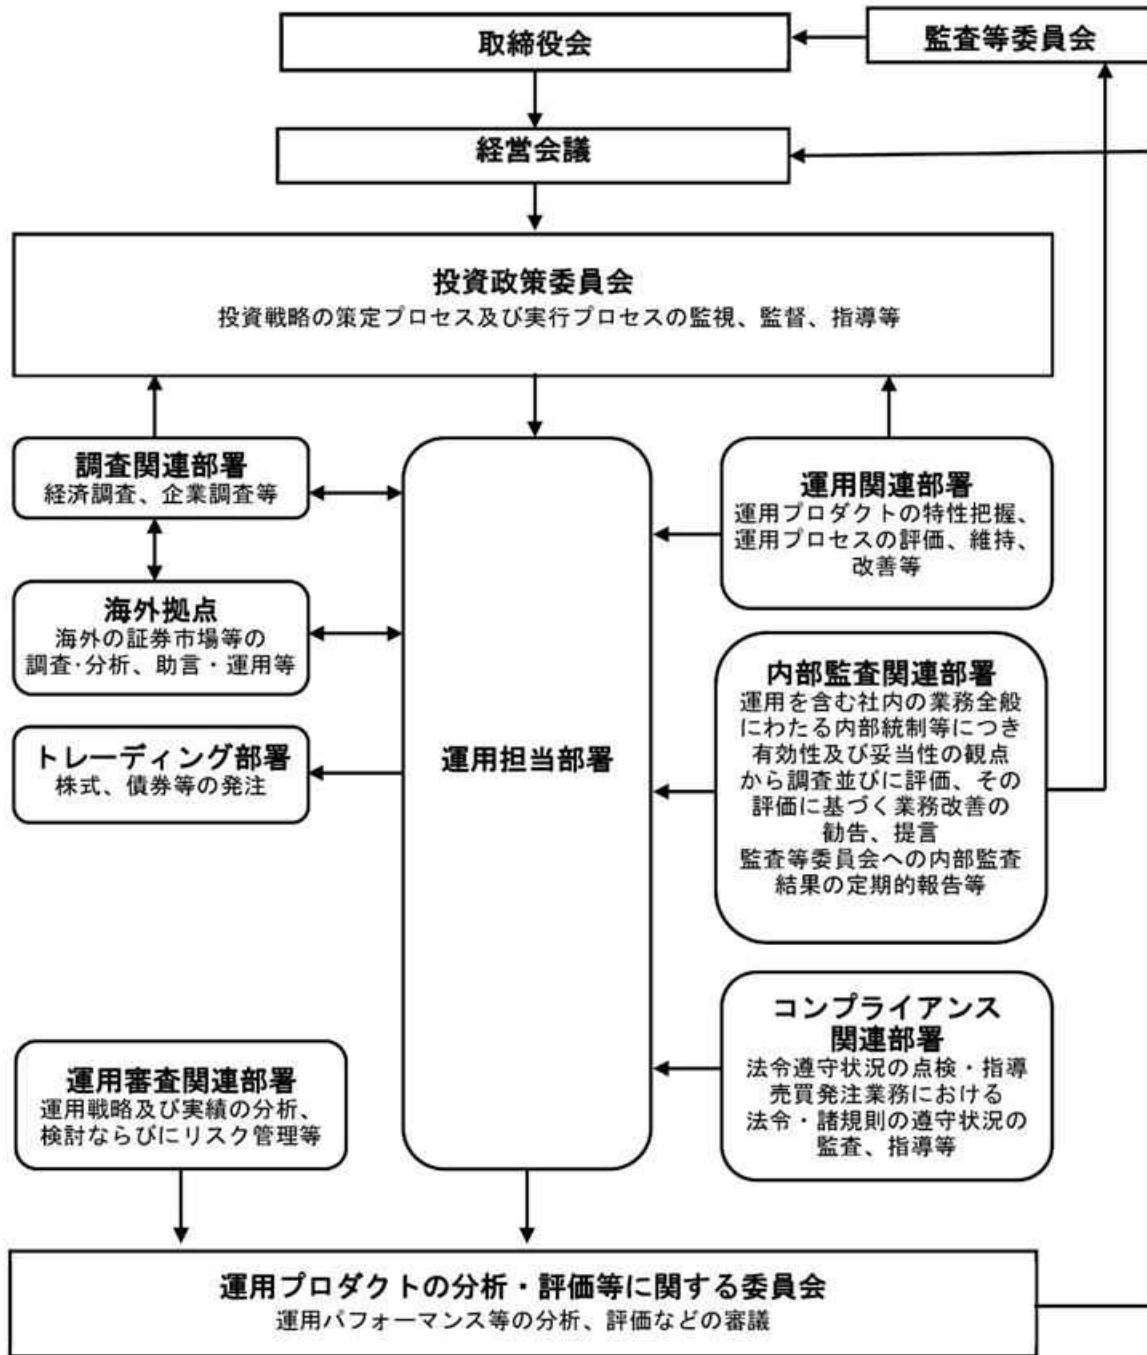 取締役会
監査等委員会
経営会議
投資政策委員会
投資戦略の策定プロセス及び実行プロセスの監視、監督、指導等
調査関連部署
経済調査、企業調査等
海外拠点
海外の証券市場等の
調査・分析、助言・運用等
トレーディング部署
株式、債券等の発注
運用担当部署
運用関連部署
運用プロダクトの特性把握、
運用プロセスの評価、維持、
改善等
内部監査関連部署
運用を含む社内の業務全般
にわたる内部統制等につき
有効性及び妥当性の観点
から調査並びに評価、その
評価に基づく業務改善の
勧告、提言
監査等委員会への内部監査
結果の定期的報告等
コンプライアンス
関連部署
法令遵守状況の点検・指導
売買発注業務における
法令・諸規則の遵守状況の
監査、指導等
運用審査関連部署
運用戦略及び実績の分析、
検討ならびにリスク管理等
運用プロダクトの分析・評価等に関する委員会
運用パフォーマンス等の分析、評価などの審議